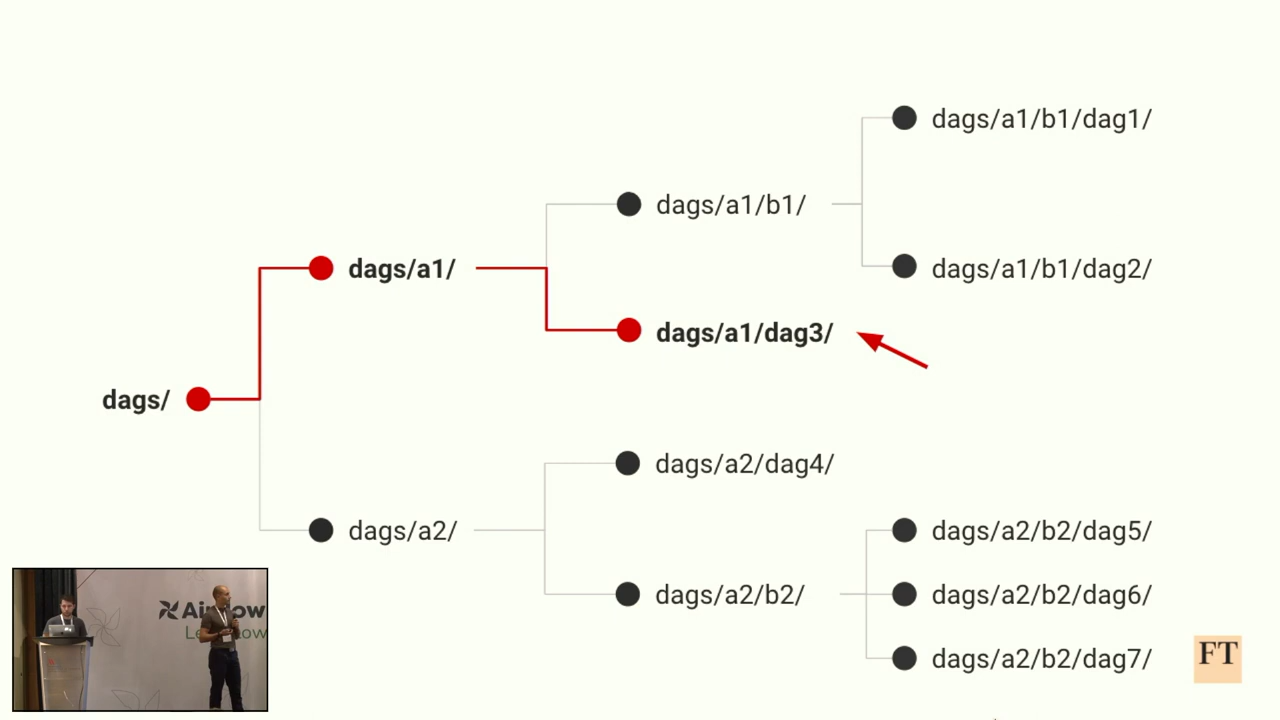 dags/a1/b1/dag1/
dags/a1/b1/
dags/a1/b1/dag2/
dags/a1/
dags/a1/dag3/
dags/
dags/a2/dag4/
dags/a2/
dags/a2/b2/dag5/
dags/a2/b2/
dags/a2/b2/dag6/
dags/a2/b2/dag7/
FT